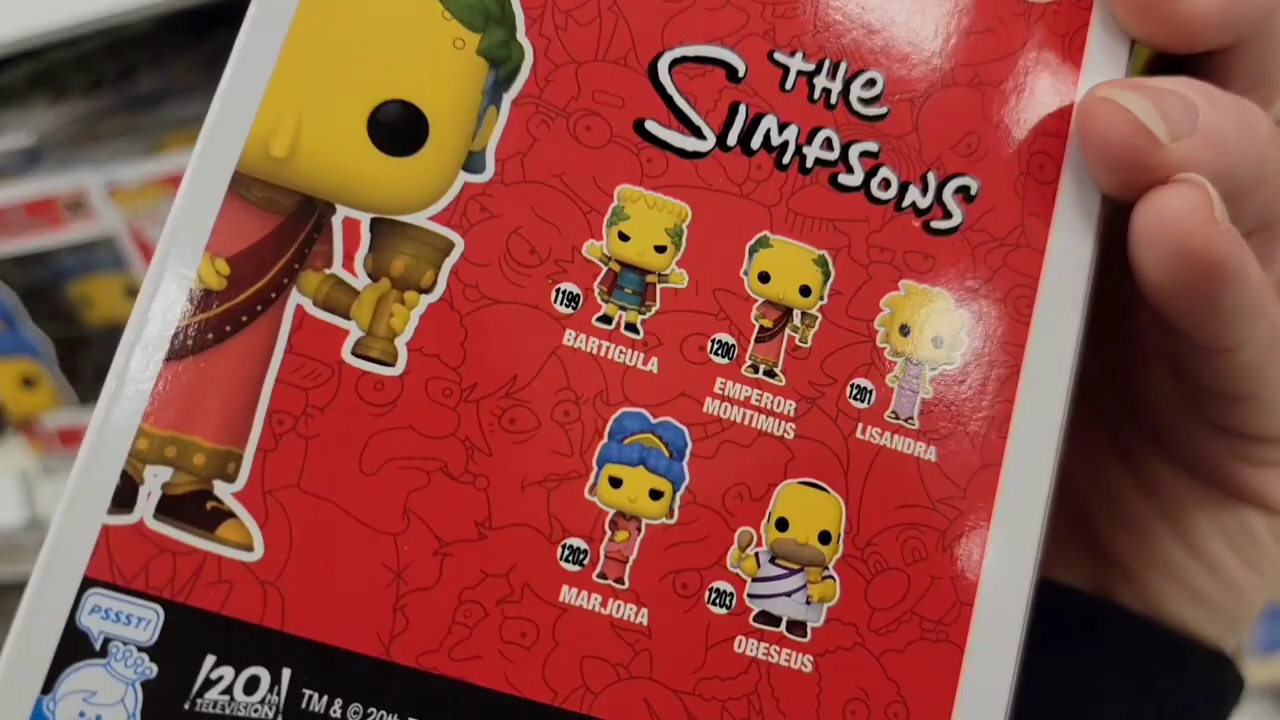 THE
SIMPSONS
1199
BARTIGULA
1200
EMPEROR
MONTIMUS
1201
LISANDRA
1202
MARJORA
1203
OBESEUS
PSSST!
20th
TELEVISION
TM & © 20th